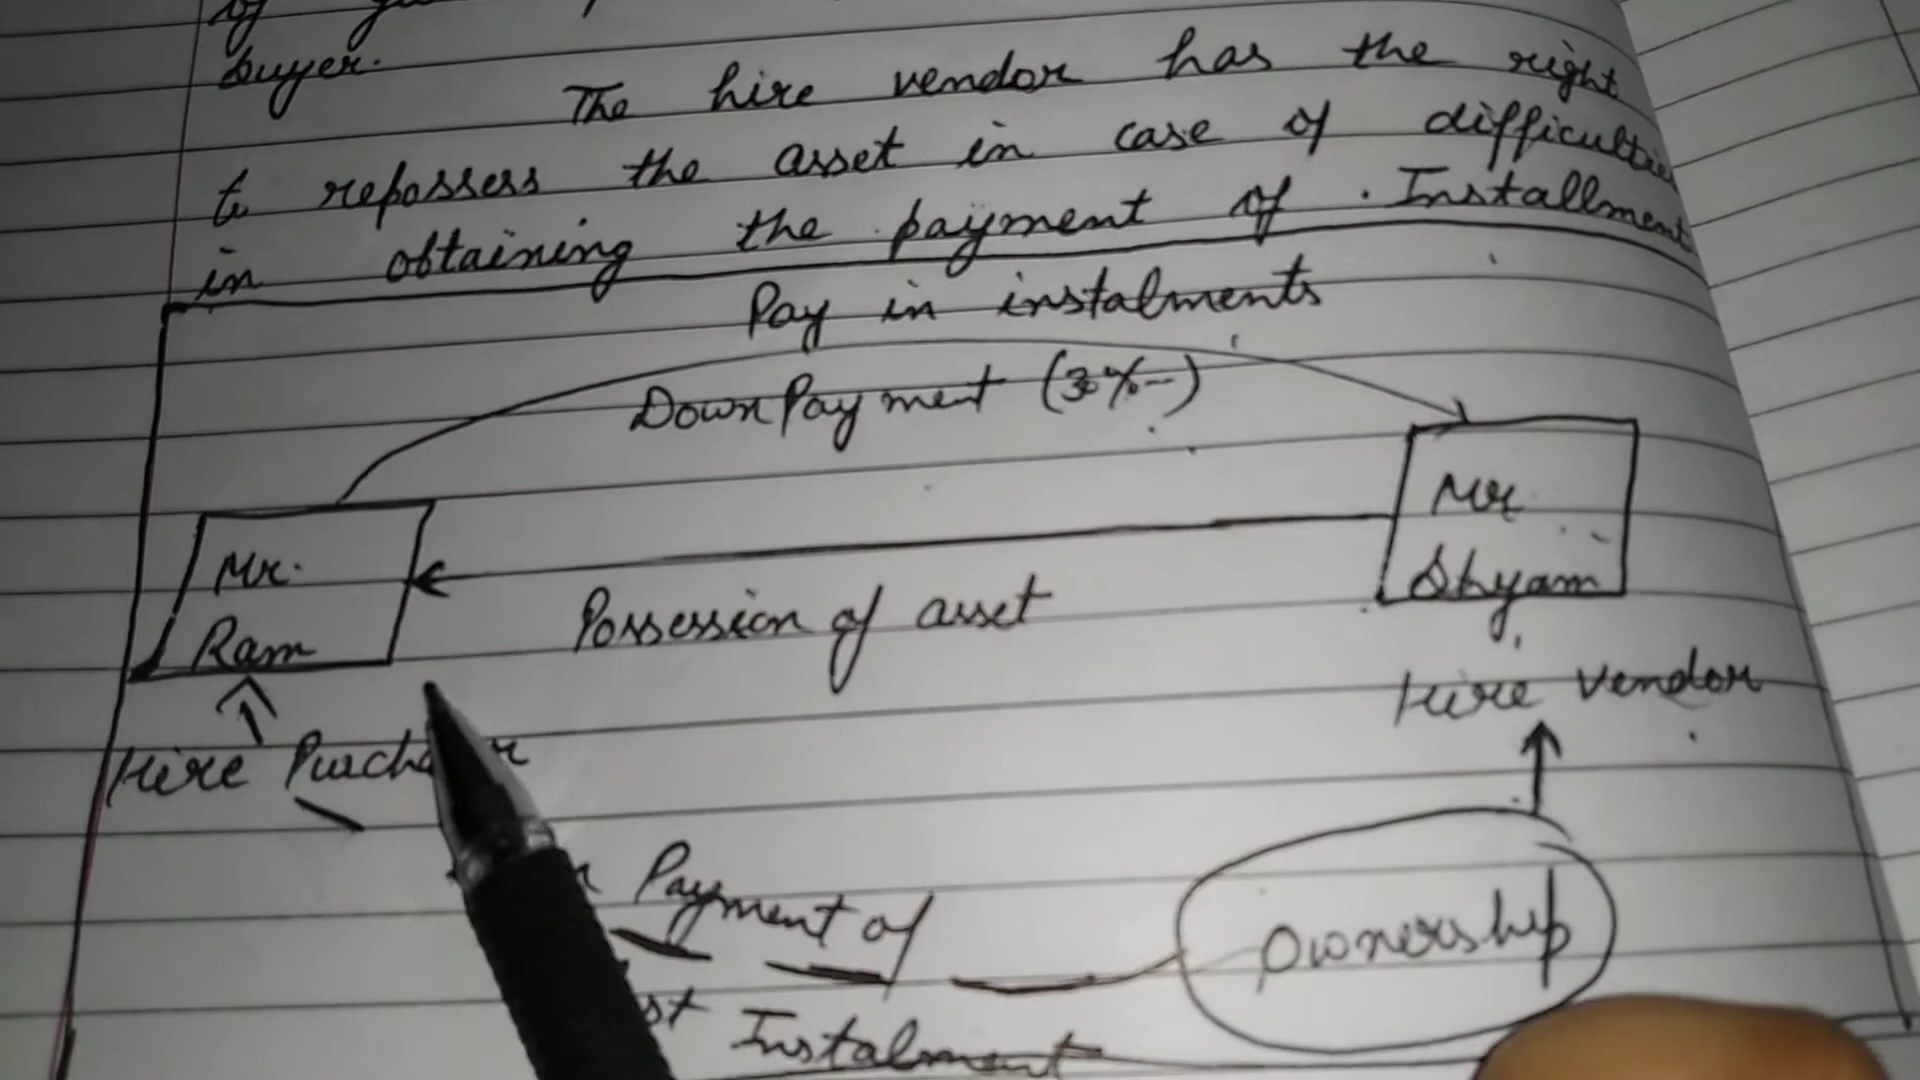 of
buyer.
The hire vendor has the right
to repossess the asset in case of difficulties
in obtaining the payment of . Installment
Pay in instalments
Down Payment (30%-)
Mr.
Ram
Mr
Shyam
Possession of asset
Hire vendor
Hire
Payment of
Ownership
Instalment